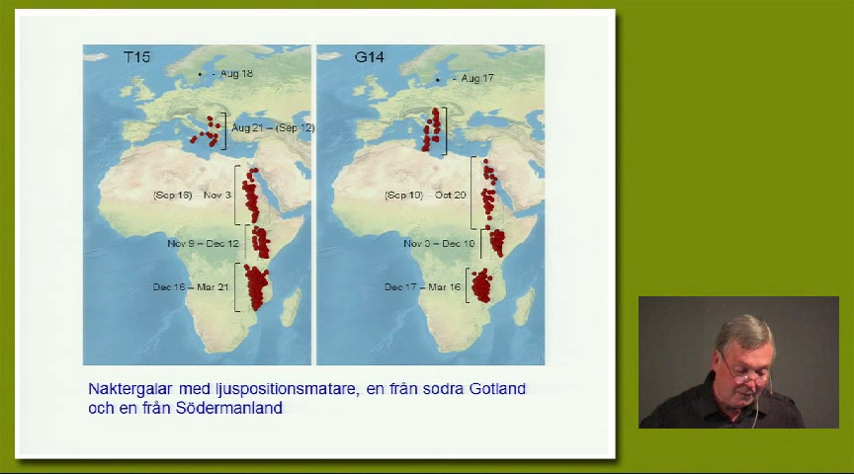 T15
G14
- Aug 18
- Aug 17
Aug 21 – (Sep 12)
(Sep 16) – Nov 3
(Sep 10) – Oct 20
Nov 9 – Dec 12
Nov 3 – Dec 10
Dec 16 – Mar 21
Dec 17 – Mar 16
Naktergalar med ljuspositionsmatare, en från sodra Gotland
och en från Södermanland